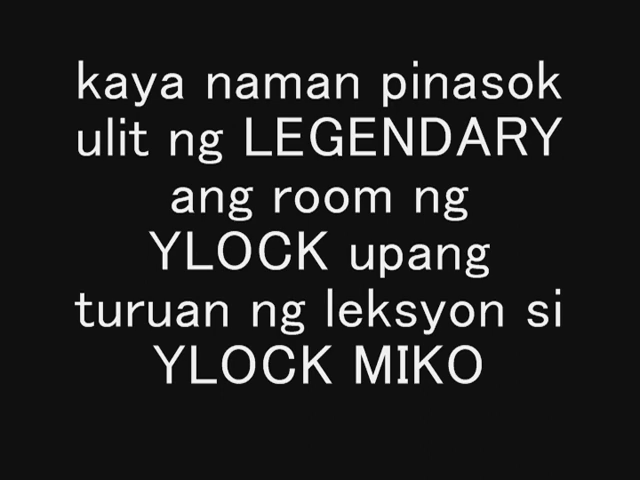 kaya naman pinasok
ulit ng LEGENDARY
ang room ng
YLOCK upang
turuan ng leksyon si
YLOCK MIKO